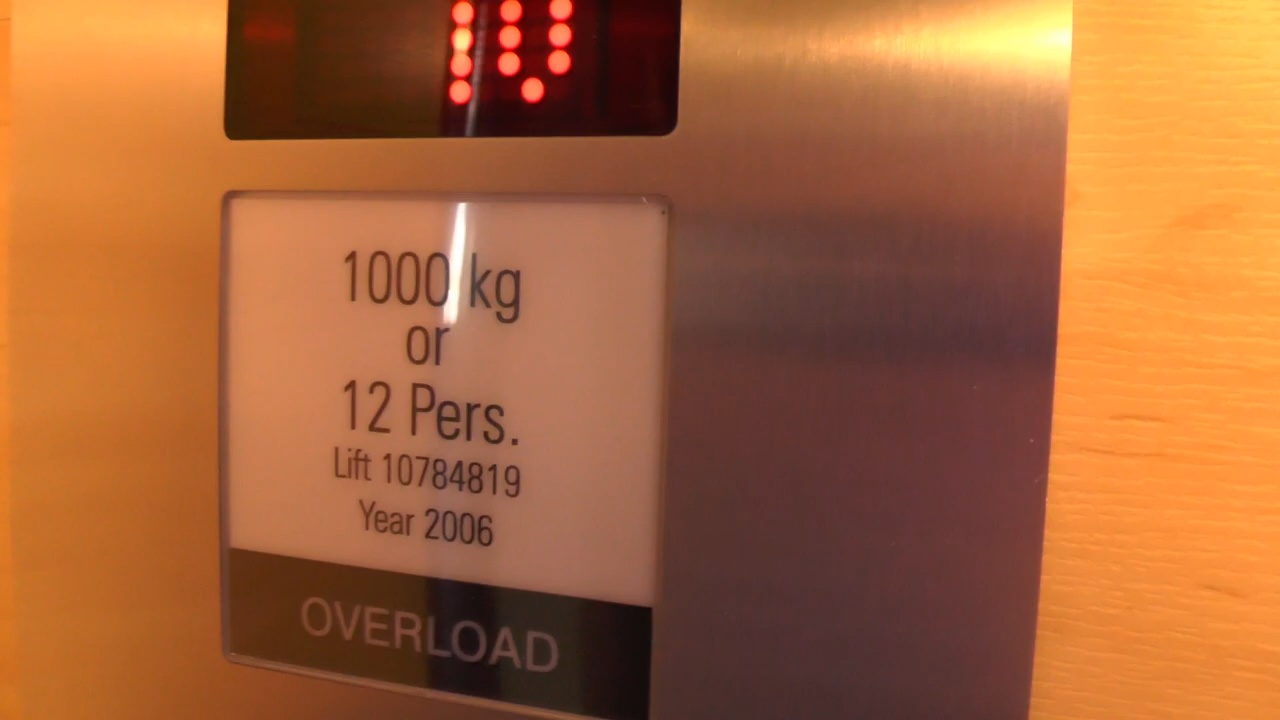 1000 kg
or
12 Pers.
Lift 10784819
Year 2006
OVERLOAD